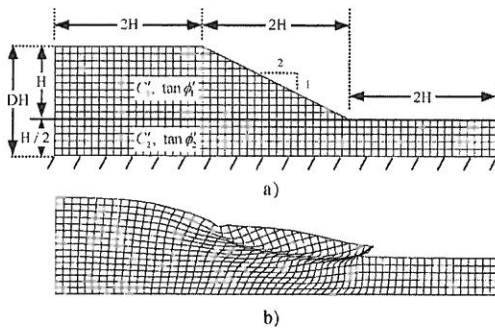 2H 2H
2
1
2H
H
DH
C′₁, tan ϕ′₁
H / 2
C′₂, tan ϕ′₂
a)
b)